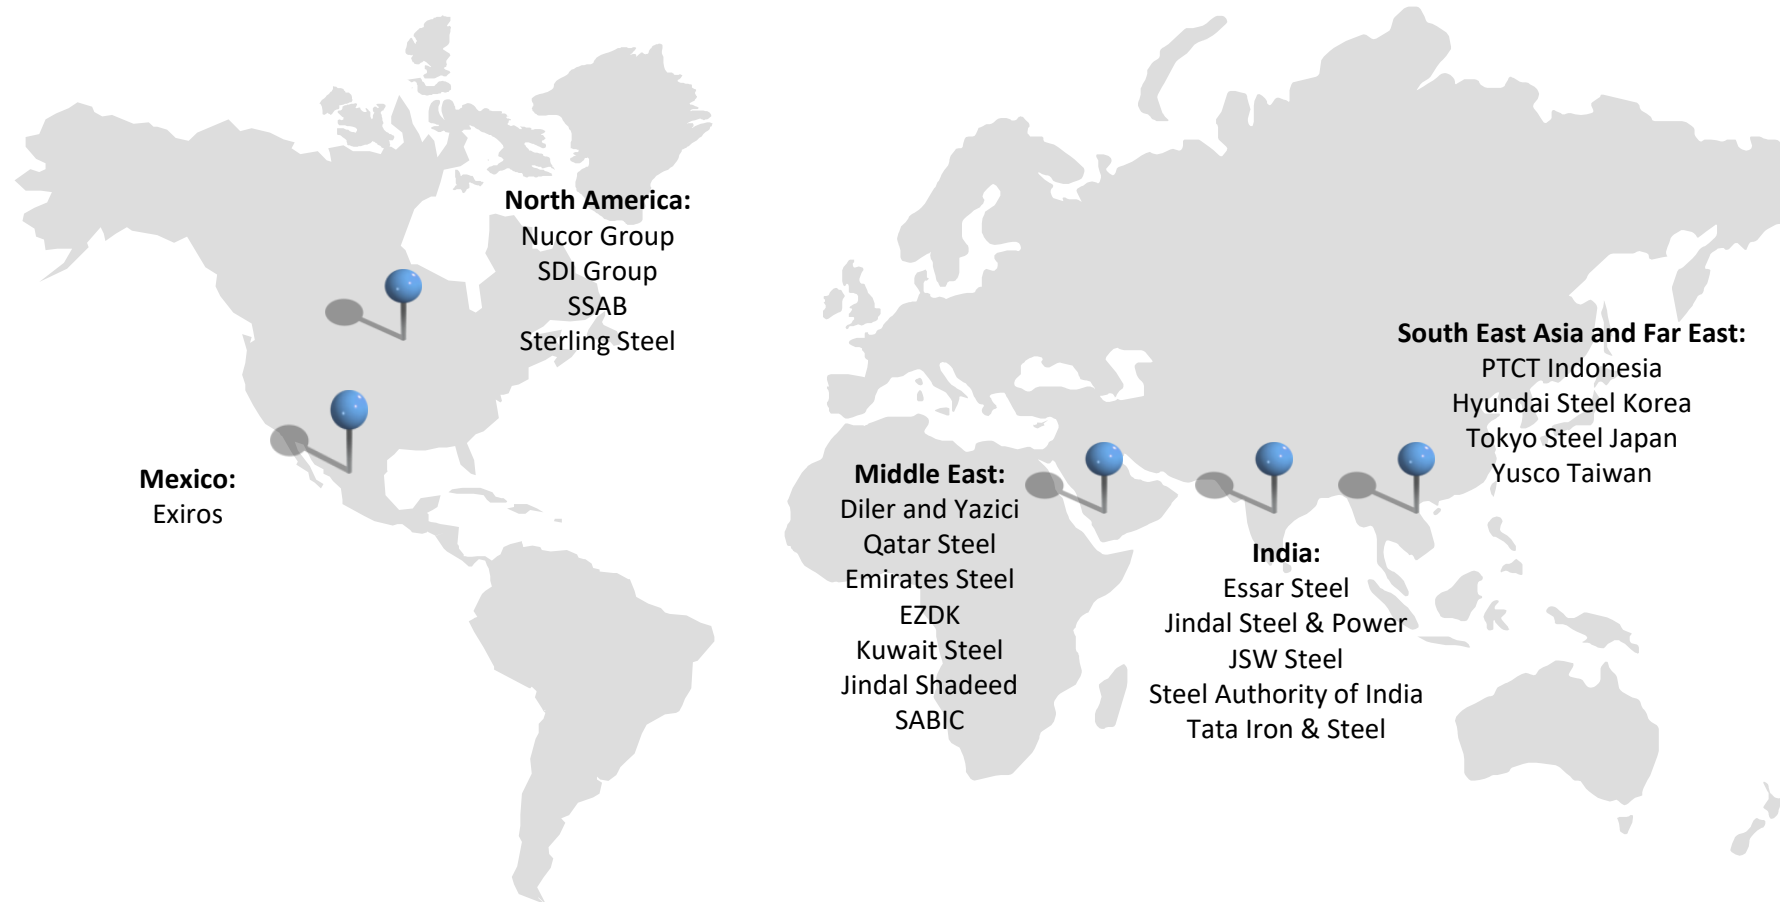 North America:
Nucor Group
SDI Group
SSAB
Sterling Steel
Mexico:
Exiros
Middle East:
Diler and Yazici
Qatar Steel
Emirates Steel
EZDK
Kuwait Steel
Jindal Shadeed
SABIC
India:
Essar Steel
Jindal Steel & Power
JSW Steel
Steel Authority of India
Tata Iron & Steel
South East Asia and Far East:
PTCT Indonesia
Hyundai Steel Korea
Tokyo Steel Japan
Yusco Taiwan